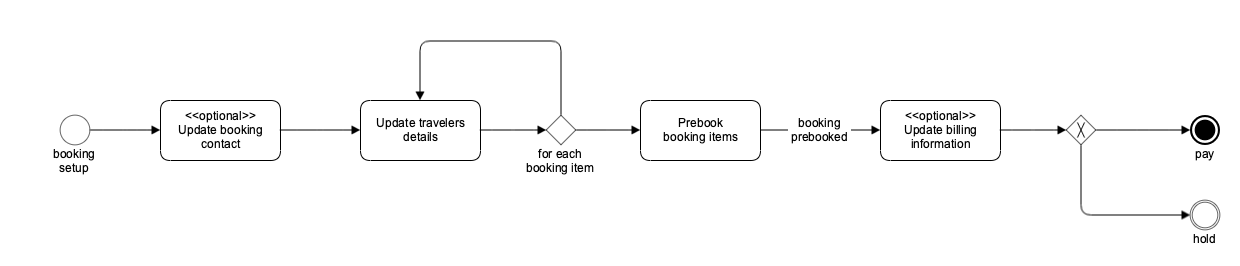 booking
setup
<<optional>>
Update booking
contact
Update travelers
details
for each
booking item
Prebook
booking items
booking
prebooked
<<optional>>
Update billing
information
X
pay
hold